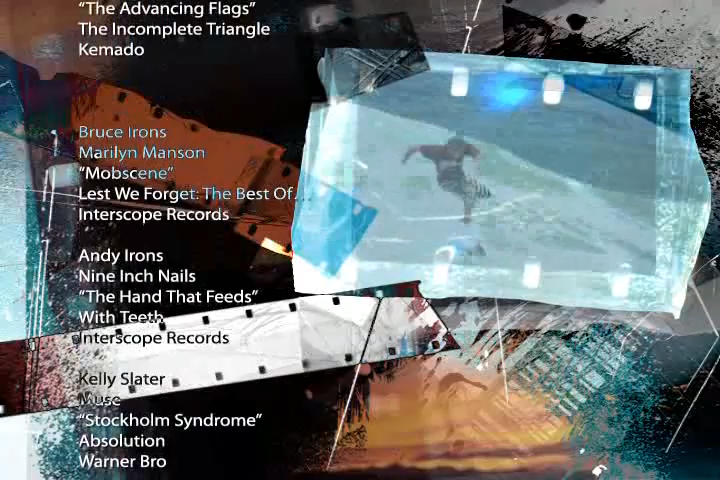 “The Advancing Flags”
The Incomplete Triangle
Kemado
Bruce Irons
Marilyn Manson
“Mobscene”
Lest We Forget: The Best Of...
Interscope Records
Andy Irons
Nine Inch Nails
“The Hand That Feeds”
With Teeth
Interscope Records
Kelly Slater
Muse
“Stockholm Syndrome”
Absolution
Warner Bro